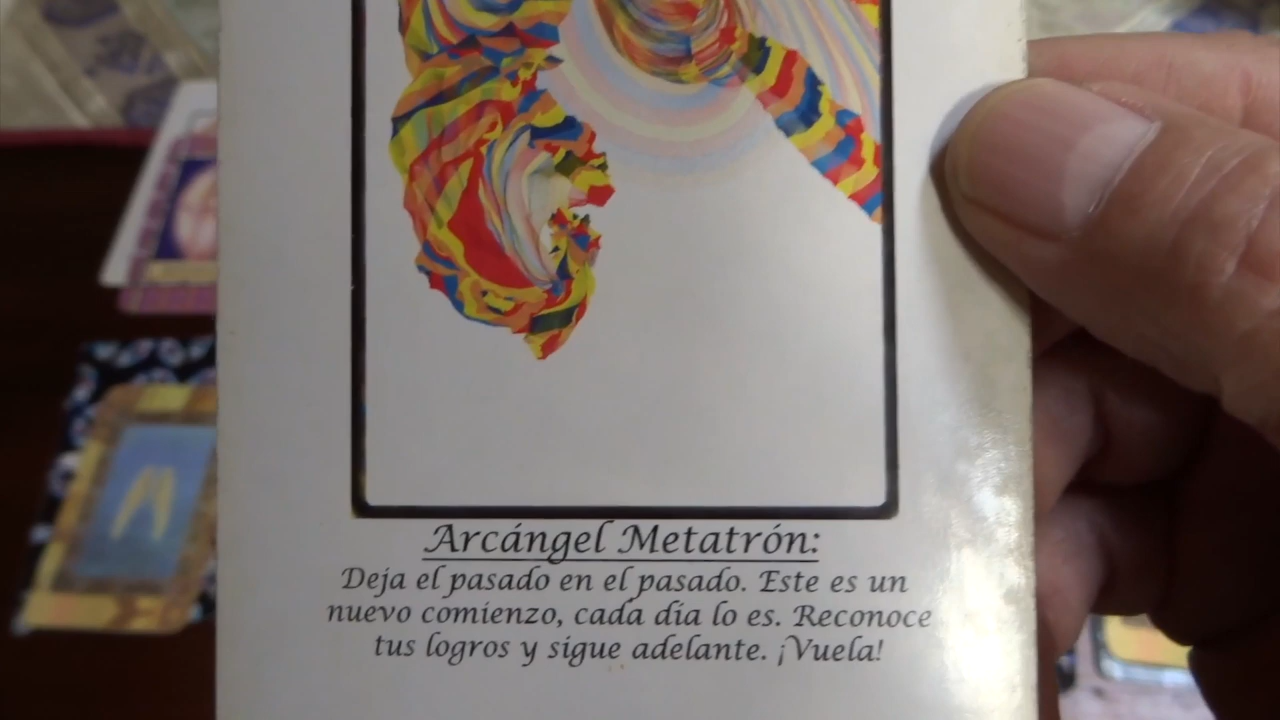 Arcángel Metatrón:
Deja el pasado en el pasado. Este es un
nuevo comienzo, cada día lo es. Reconoce
tus logros y sigue adelante. ¡Vuela!